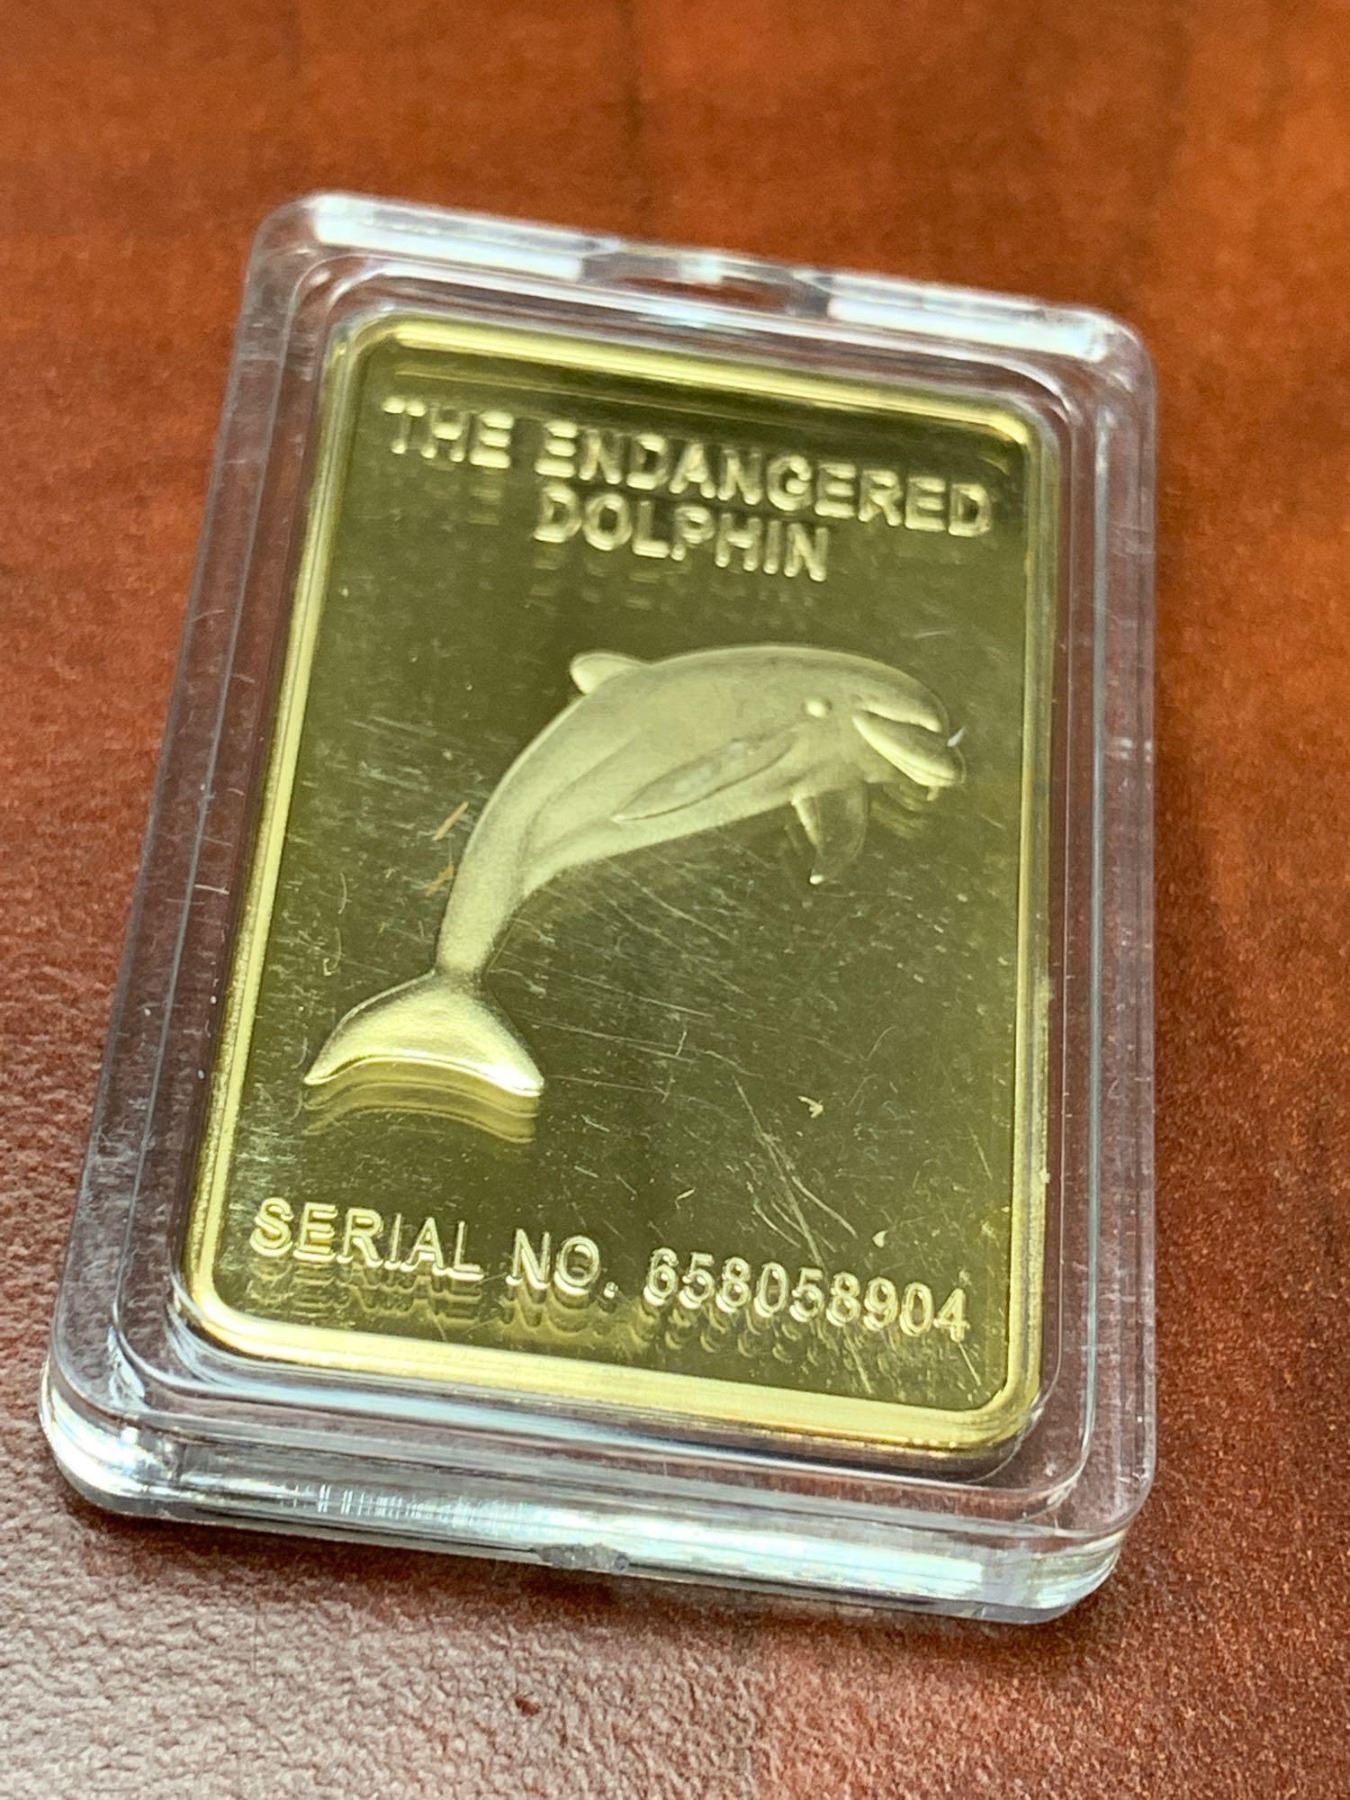 THE ENDANGERED
DOLPHIN
SERIAL NO. 658058904